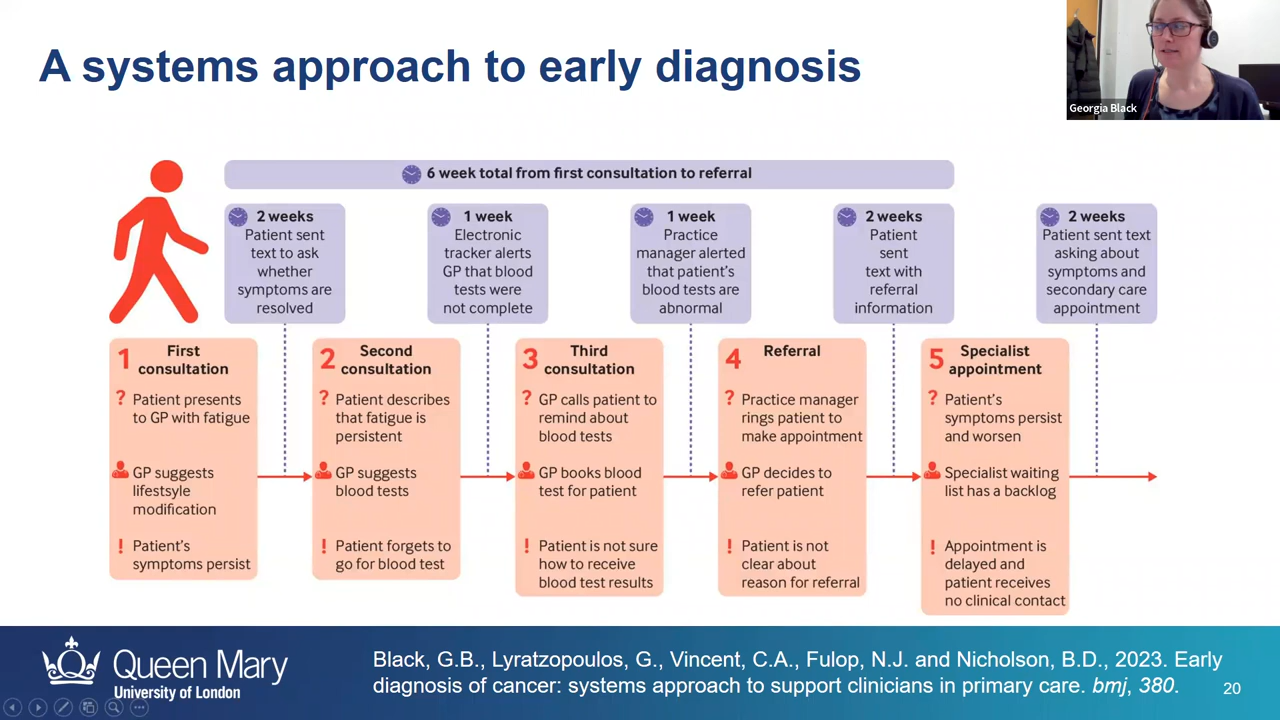 A systems approach to early diagnosis
Georgia Black
6 week total from first consultation to referral
2 weeks
Patient sent
text to ask
whether
symptoms are
resolved
1 week
Electronic
tracker alerts
GP that blood
tests were
not complete
1 week
Practice
manager alerted
that patient's
blood tests are
abnormal
2 weeks
Patient
sent
text with
referral
information
2 weeks
Patient sent text
asking about
symptoms and
secondary care
appointment
1 First
consultation
? Patient presents
to GP with fatigue
GP suggests
lifestsyle
modification
! Patient's
symptoms persist
2 Second
consultation
? Patient describes
that fatigue is
persistent
GP suggests
blood tests
! Patient forgets to
go for blood test
3 Third
consultation
? GP calls patient to
remind about
blood tests
GP books blood
test for patient
! Patient is not sure
how to receive
blood test results
4 Referral
? Practice manager
rings patient to
make appointment
GP decides to
refer patient
! Patient is not
clear about
reason for referral
5 Specialist
appointment
? Patient's
symptoms persist
and worsen
Specialist waiting
list has a backlog
! Appointment is
delayed and
patient receives
no clinical contact
Queen Mary
University of London
Black, G.B., Lyratzopoulos, G., Vincent, C.A., Fulop, N.J. and Nicholson, B.D., 2023. Early
diagnosis of cancer: systems approach to support clinicians in primary care. bmj, 380.
20